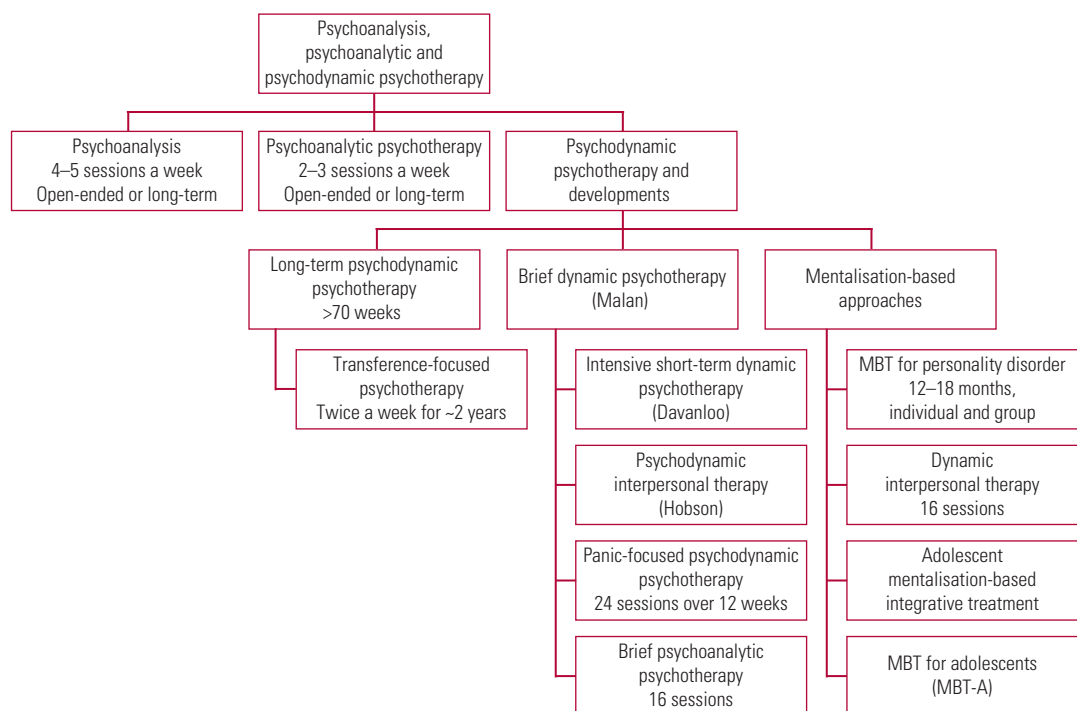 Psychoanalysis,
psychoanalytic and
psychodynamic psychotherapy
Psychoanalysis
4–5 sessions a week
Open-ended or long-term
Psychoanalytic psychotherapy
2–3 sessions a week
Open-ended or long-term
Psychodynamic
psychotherapy and
developments
Long-term psychodynamic
psychotherapy
>70 weeks
Transference-focused
psychotherapy
Twice a week for ~2 years
Brief dynamic psychotherapy
(Malan)
Intensive short-term dynamic
psychotherapy
(Davanloo)
Psychodynamic
interpersonal therapy
(Hobson)
Panic-focused psychodynamic
psychotherapy
24 sessions over 12 weeks
Brief psychoanalytic
psychotherapy
16 sessions
Mentalisation-based
approaches
MBT for personality disorder
12–18 months,
individual and group
Dynamic
interpersonal therapy
16 sessions
Adolescent
mentalisation-based
integrative treatment
MBT for adolescents
(MBT-A)